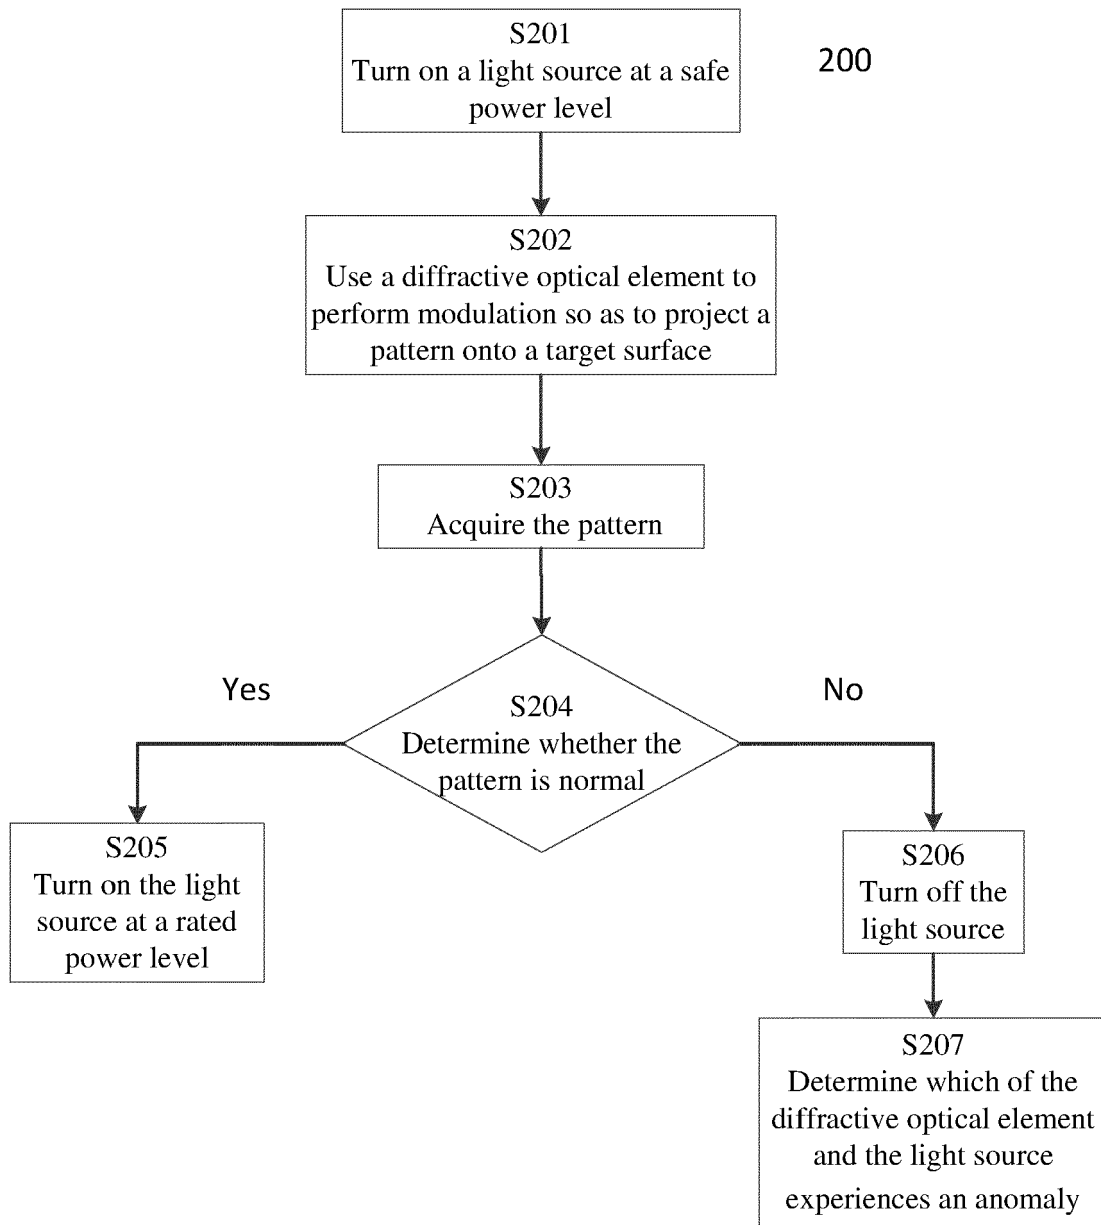 S201
Turn on a light source at a safe
power level
200
S202
Use a diffractive optical element to
perform modulation so as to project a
pattern onto a target surface
S203
Acquire the pattern
Yes
No
S204
Determine whether the
pattern is normal
S205
Turn on the light
source at a rated
power level
S206
Turn off the
light source
S207
Determine which of the
diffractive optical element
and the light source
experiences an anomaly